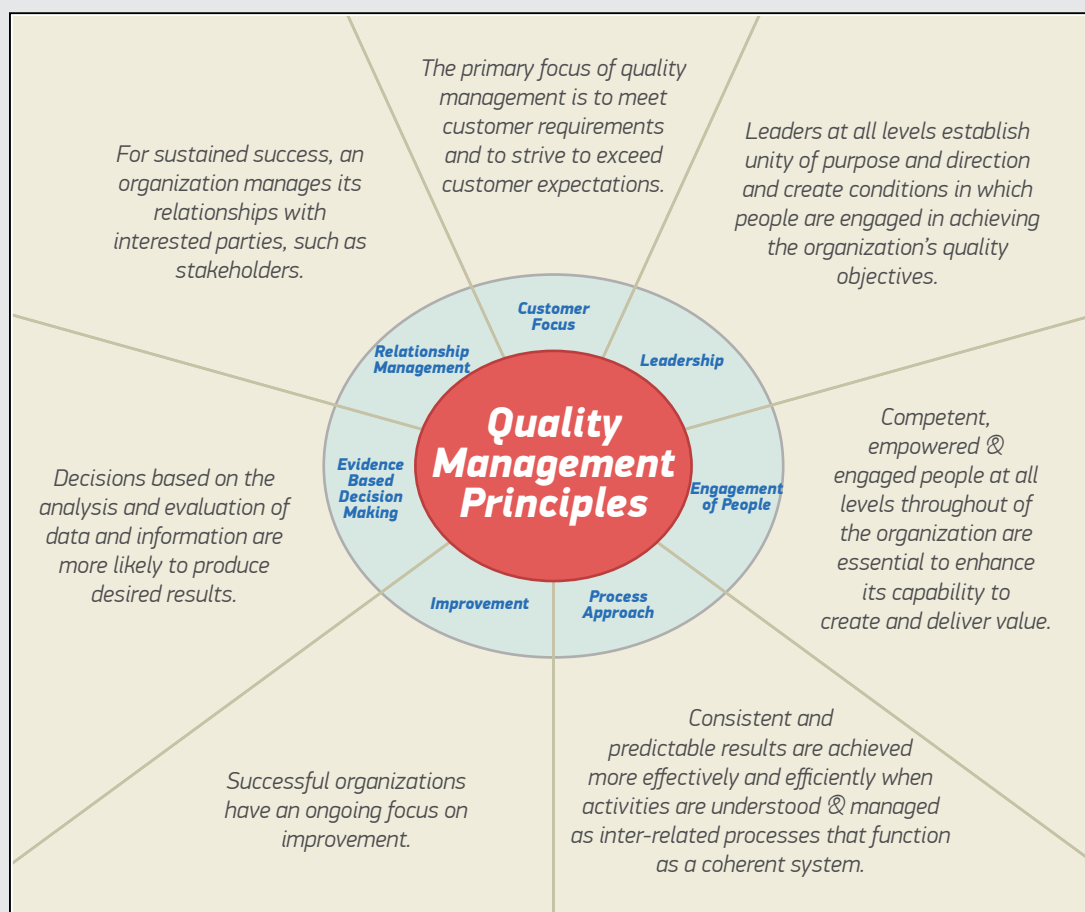 Quality
Management
Principles
Customer
Focus
The primary focus of quality
management is to meet
customer requirements
and to strive to exceed
customer expectations.
Leadership
Leaders at all levels establish
unity of purpose and direction
and create conditions in which
people are engaged in achieving
the organization’s quality
objectives.
Engagement
of People
Competent,
empowered &
engaged people at all
levels throughout of
the organization are
essential to enhance
its capability to
create and deliver value.
Process
Approach
Consistent and
predictable results are achieved
more effectively and efficiently when
activities are understood & managed
as inter-related processes that function
as a coherent system.
Improvement
Successful organizations
have an ongoing focus on
improvement.
Evidence
Based
Decision
Making
Decisions based on the
analysis and evaluation of
data and information are
more likely to produce
desired results.
Relationship
Management
For sustained success, an
organization manages its
relationships with
interested parties, such as
stakeholders.